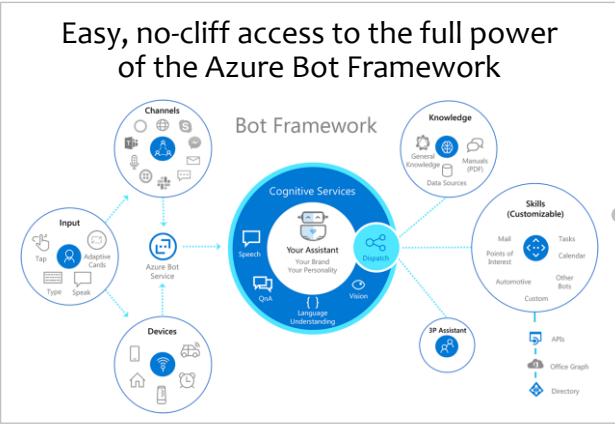 Easy, no-cliff access to the full power
of the Azure Bot Framework
Channels
Bot Framework
Knowledge
General
Knowledge
Manuals
(PDF)
Data Sources
Input
Tap
Adaptive
Cards
Type
Speak
Azure Bot
Service
Cognitive Services
Your Assistant
Your Brand
Your Personality
Speech
QnA
{ }
Language
Understanding
Vision
Dispatch
Skills
(Customizable)
Mail
Tasks
Points of
Interest
Calendar
Automotive
Other
Bots
Custom
Devices
3P Assistant
APIs
Office Graph
Directory